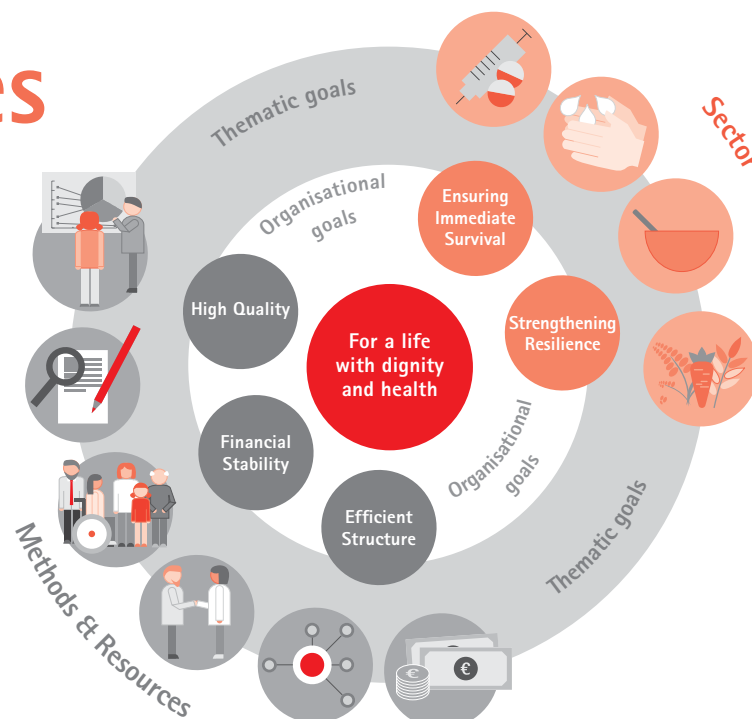 es
Thematic goals
Sector
Organisational
goals
Ensuring
Immediate
Survival
High Quality
For a life
with dignity
and health
Strengthening
Resilience
Financial
Stability
Organisational
goals
Efficient
Structure
Thematic goals
Methods & Resources
€
€